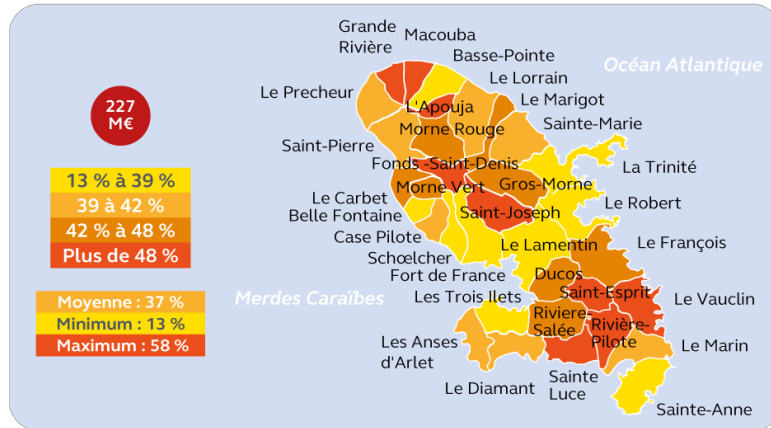 Grande
Rivière
Macouba
Basse-Pointe
Océan Atlantique
Le Lorrain
Le Precheur
227
M€
L'Apouja
Le Marigot
Morne Rouge
Sainte-Marie
Saint-Pierre
Fonds -Saint-Denis
La Trinité
13 % à 39 %
Morne Vert
Gros-Morne
Le Carbet
39 à 42 %
Belle Fontaine
Saint-Joseph
Le Robert
42 % à 48 %
Case Pilote
Le Lamentin
Le François
Plus de 48 %
Schœlcher
Fort de France
Ducos
Merdes Caraïbes
Les Trois Ilets
Saint-Esprit
Le Vauclin
Moyenne : 37 %
Minimum : 13 %
Maximum : 58 %
Riviere-
Salée
Rivière-
Pilote
Les Anses
d'Arlet
Le Marin
Le Diamant
Sainte
Luce
Sainte-Anne